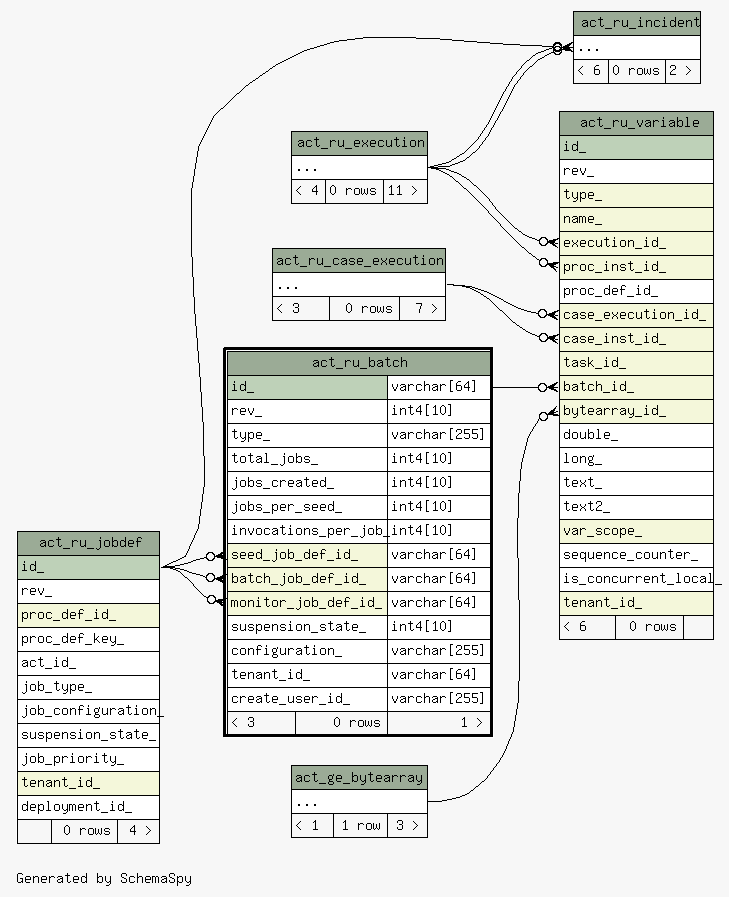 act_ru_incident
...
< 6 0 rows 2 >
act_ru_variable
id_
rev_
type_
name_
execution_id_
proc_inst_id_
proc_def_id_
case_execution_id_
case_inst_id_
task_id_
batch_id_
bytearray_id_
double_
long_
text_
text2_
var_scope_
sequence_counter_
is_concurrent_local_
tenant_id_
< 6 0 rows
act_ru_execution
...
< 4 0 rows 11 >
act_ru_case_execution
...
< 3 0 rows 7 >
act_ru_batch
id_ varchar[64]
rev_ int4[10]
type_ varchar[255]
total_jobs_ int4[10]
jobs_created_ int4[10]
jobs_per_seed_ int4[10]
invocations_per_job_ int4[10]
seed_job_def_id_ varchar[64]
batch_job_def_id_ varchar[64]
monitor_job_def_id_ varchar[64]
suspension_state_ int4[10]
configuration_ varchar[255]
tenant_id_ varchar[64]
create_user_id_ varchar[255]
< 3 0 rows 1 >
act_ru_jobdef
id_
rev_
proc_def_id_
proc_def_key_
act_id_
job_type_
job_configuration_
suspension_state_
job_priority_
tenant_id_
deployment_id_
0 rows 4 >
act_ge_bytearray
...
< 1 1 row 3 >
Generated by SchemaSpy